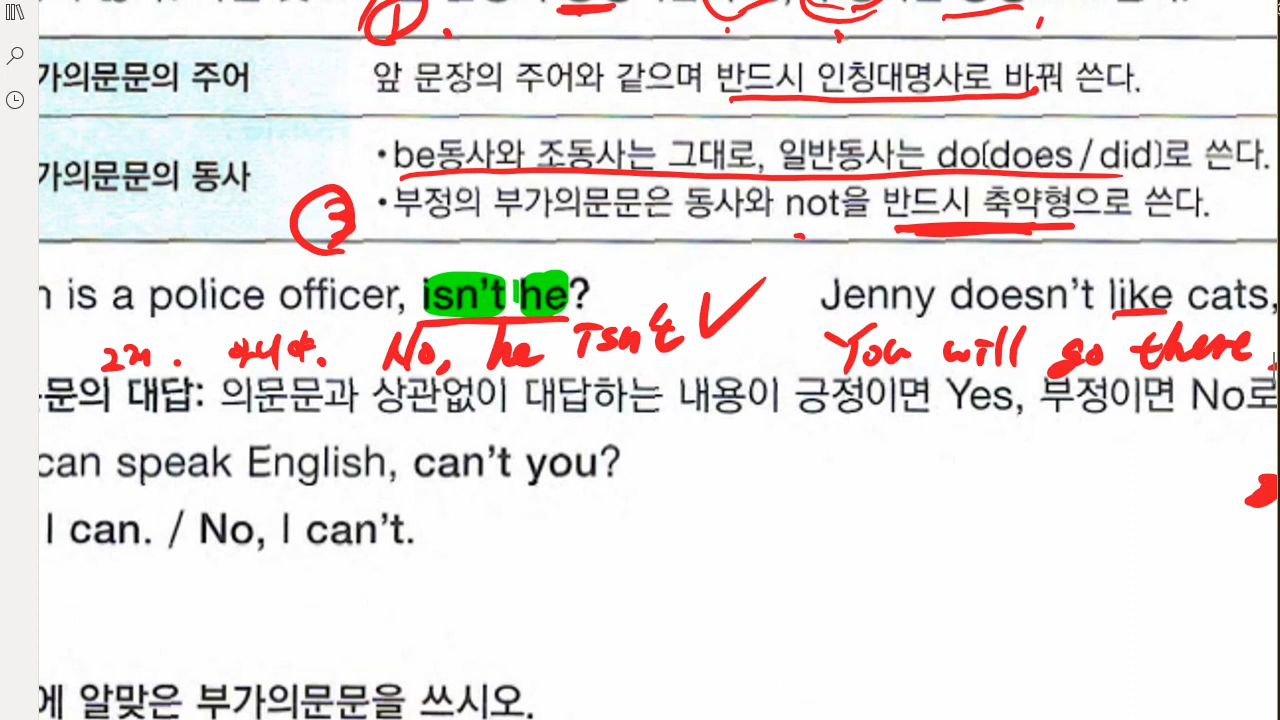 ①
가의문문의 주어 앞 문장의 주어와 같으며 반드시 인칭대명사로 바꿔 쓴다.
•be동사와 조동사는 그대로, 일반동사는 do(does/did)로 쓴다.
가의문문의 동사
③ •부정의 부가의문문은 동사와 not을 반드시 축약형으로 쓴다.
n is a police officer, isn't he? Jenny doesn't like cats,
No, he isn't You will go there
문의 대답: 의문문과 상관없이 대답하는 내용이 긍정이면 Yes, 부정이면 No로
can speak English, can't you?
I can. / No, I can't.
에 알맞은 부가의문문을 쓰시오.